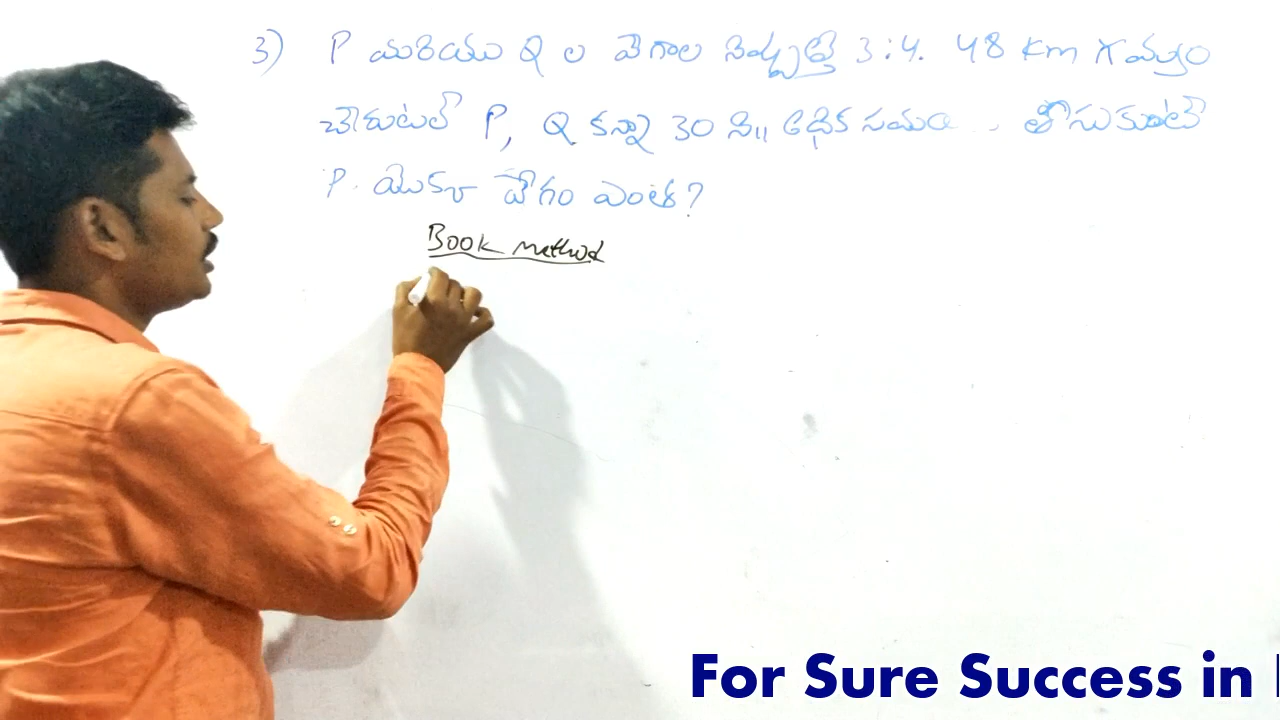 3) P మరియు Q ల వేగాల నిష్పత్తి 3:4. 48 Km గమ్యం
చేరుటలో P, Q కన్నా 30 ని॥ అధిక సమయం తీసుకుంటే
P. యొక్క వేగం ఎంత?
Book method
For Sure Success in